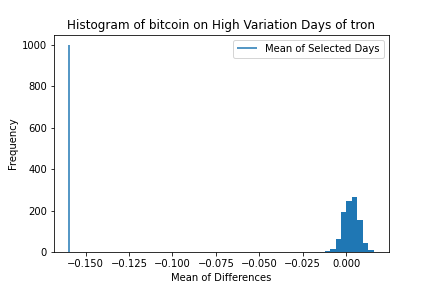 Histogram of bitcoin on High Variation Days of tron
Mean of Selected Days
1000
800
600
400
200
0
Frequency
−0.150 −0.125 −0.100 −0.075 −0.050 −0.025 0.000
Mean of Differences